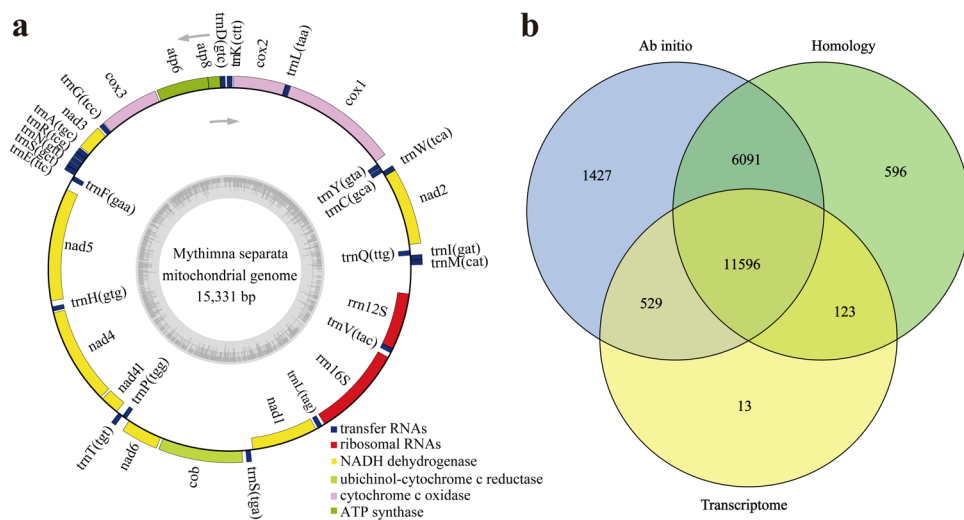 a
b
trnD(gtc)
trnK(ctt)
cox2
trnL(taa)
cox1
trnW(tca)
trnY(gta)
trnC(gca)
nad2
trnI(gat)
trnM(cat)
trnQ(ttg)
rrn12S
trnV(tac)
rrn16S
trnL(tag)
nad1
trnS(tga)
cob
nad6
trnT(tgt)
trnP(tgg)
nad4l
nad4
trnH(gtg)
nad5
trnF(gaa)
trnE(ttc)
trnS(gct)
trnN(gtt)
trnR(tcg)
trnA(tgc)
nad3
trnG(tcc)
cox3
atp6
atp8
Mythimna separata
mitochondrial genome
15,331 bp
transfer RNAs
ribosomal RNAs
NADH dehydrogenase
ubichinol-cytochrome c reductase
cytochrome c oxidase
ATP synthase
Ab initio
Homology
1427
6091
596
11596
529
123
13
Transcriptome